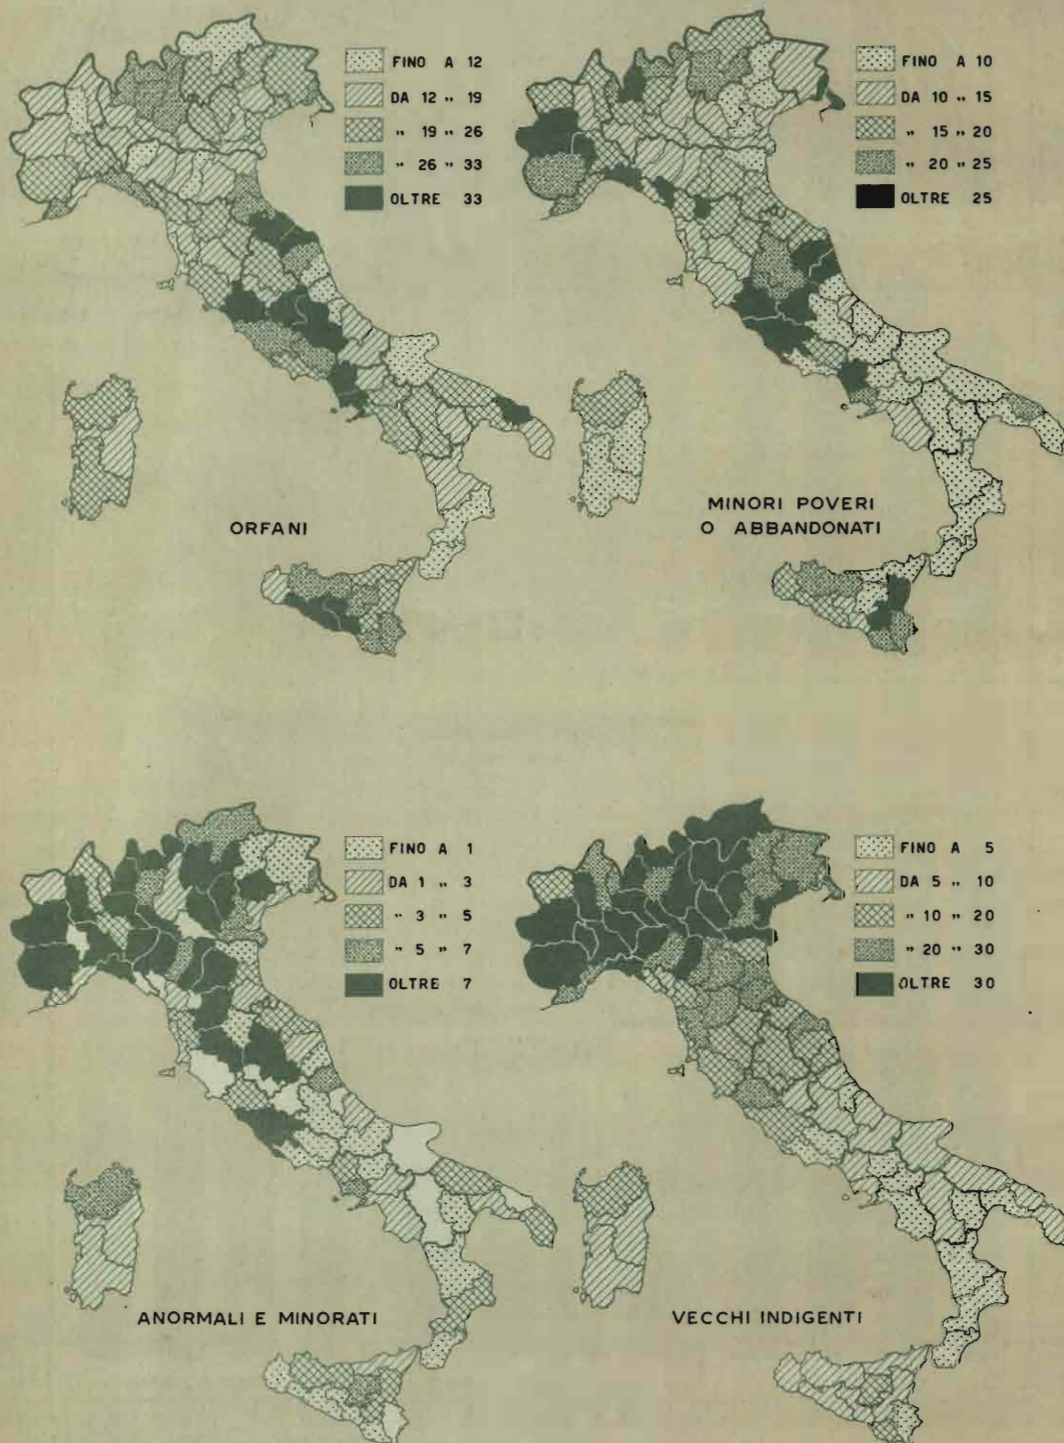 FINO A 12
DA 12 ,, 19
,, 19 ,, 26
,, 26 ,, 33
OLTRE 33
ORFANI
FINO A 10
DA 10 ,, 15
,, 15 ,, 20
,, 20 ,, 25
OLTRE 25
MINORI POVERI
O ABBANDONATI
FINO A 1
DA 1 ,, 3
,, 3 ,, 5
,, 5 ,, 7
OLTRE 7
ANORMALI E MINORATI
FINO A 5
DA 5 ,, 10
,, 10 ,, 20
,, 20 ,, 30
OLTRE 30
VECCHI INDIGENTI